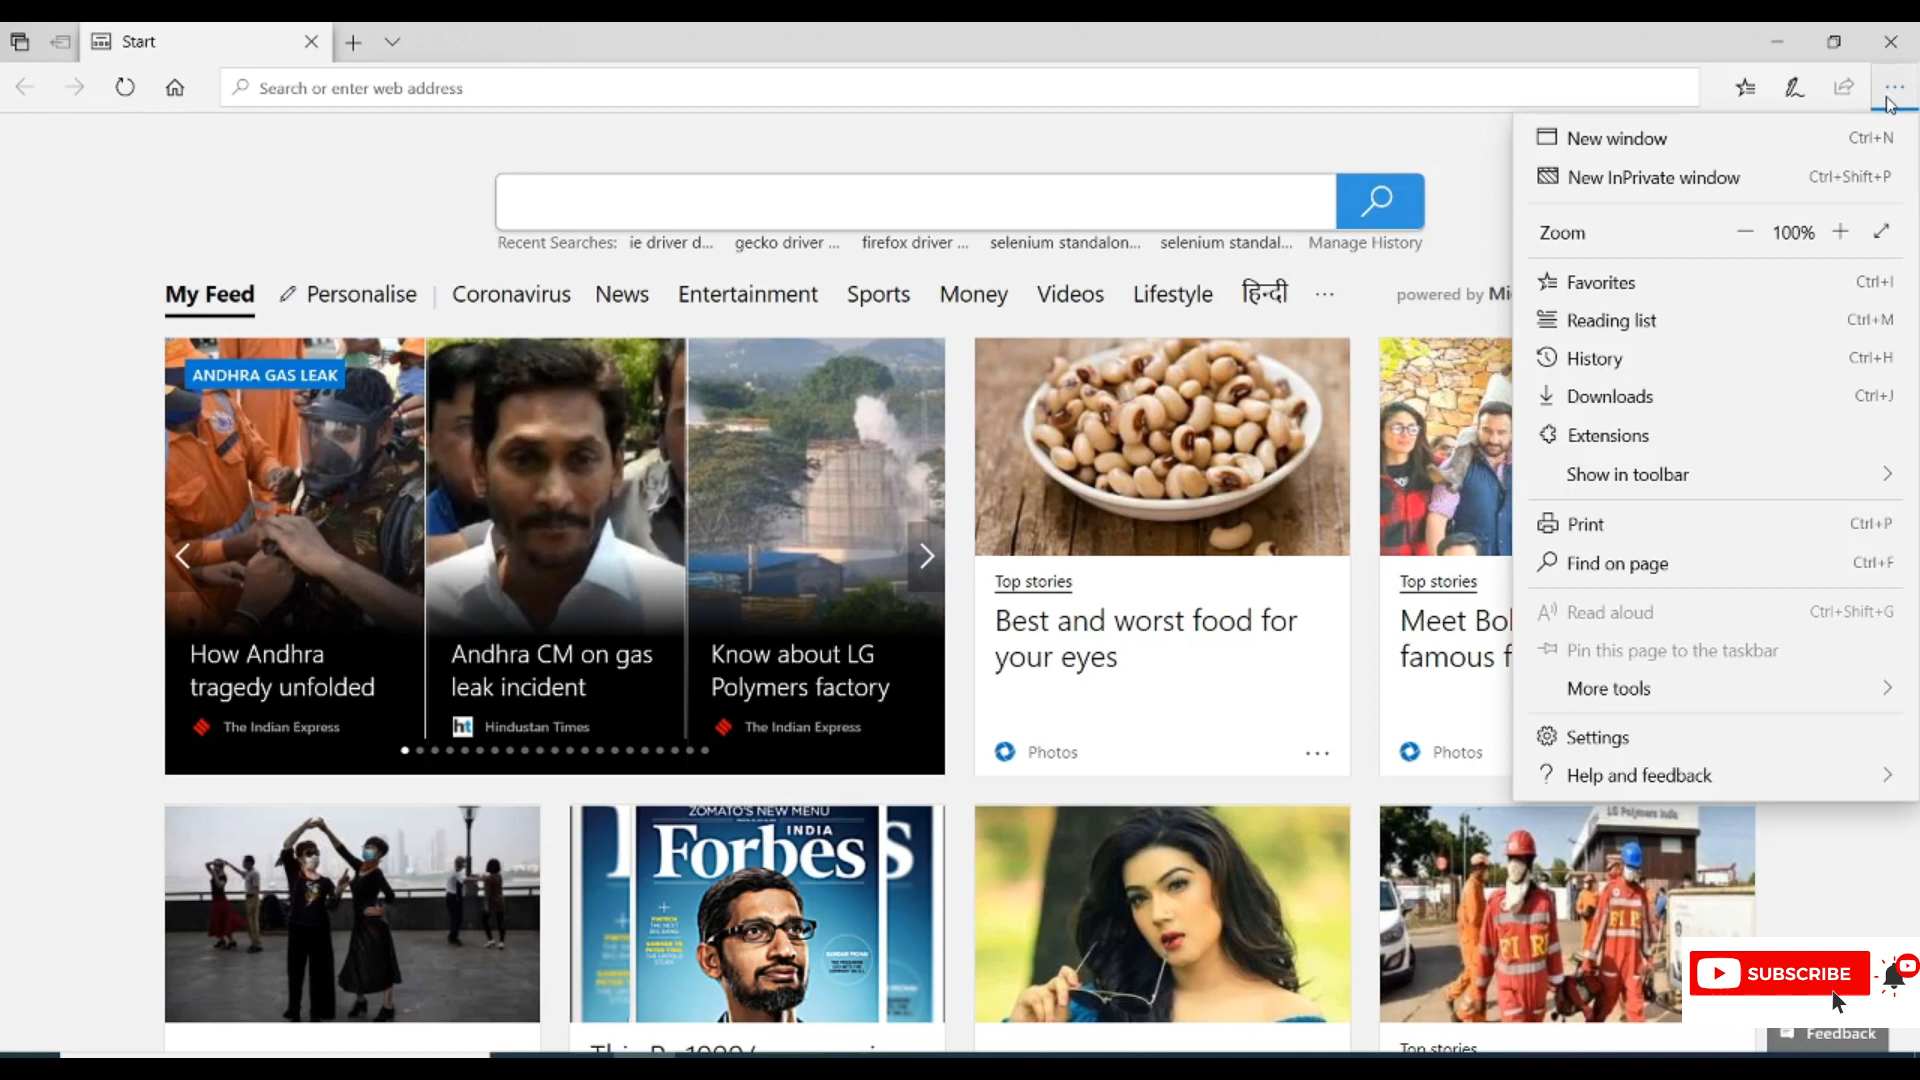 Start
Search or enter web address
Recent Searches: ie driver d... gecko driver ... firefox driver ... selenium standalon... selenium standal... Manage History
My Feed Personalise Coronavirus News Entertainment Sports Money Videos Lifestyle हिन्दी ...
powered by Mi
ANDHRA GAS LEAK
How Andhra
tragedy unfolded
The Indian Express
Andhra CM on gas
leak incident
ht Hindustan Times
Know about LG
Polymers factory
The Indian Express
Top stories
Best and worst food for
your eyes
Photos
Top stories
Meet Bol
famous f
Photos
New window Ctrl+N
New InPrivate window Ctrl+Shift+P
Zoom 100%
Favorites Ctrl+I
Reading list Ctrl+M
History Ctrl+H
Downloads Ctrl+J
Extensions
Show in toolbar
Print Ctrl+P
Find on page Ctrl+F
Read aloud Ctrl+Shift+G
Pin this page to the taskbar
More tools
Settings
Help and feedback
ZOMATO'S NEW MENU
INDIA
Forbes
LG Polymers India
FIRE
SUBSCRIBE
Feedback
Top stories